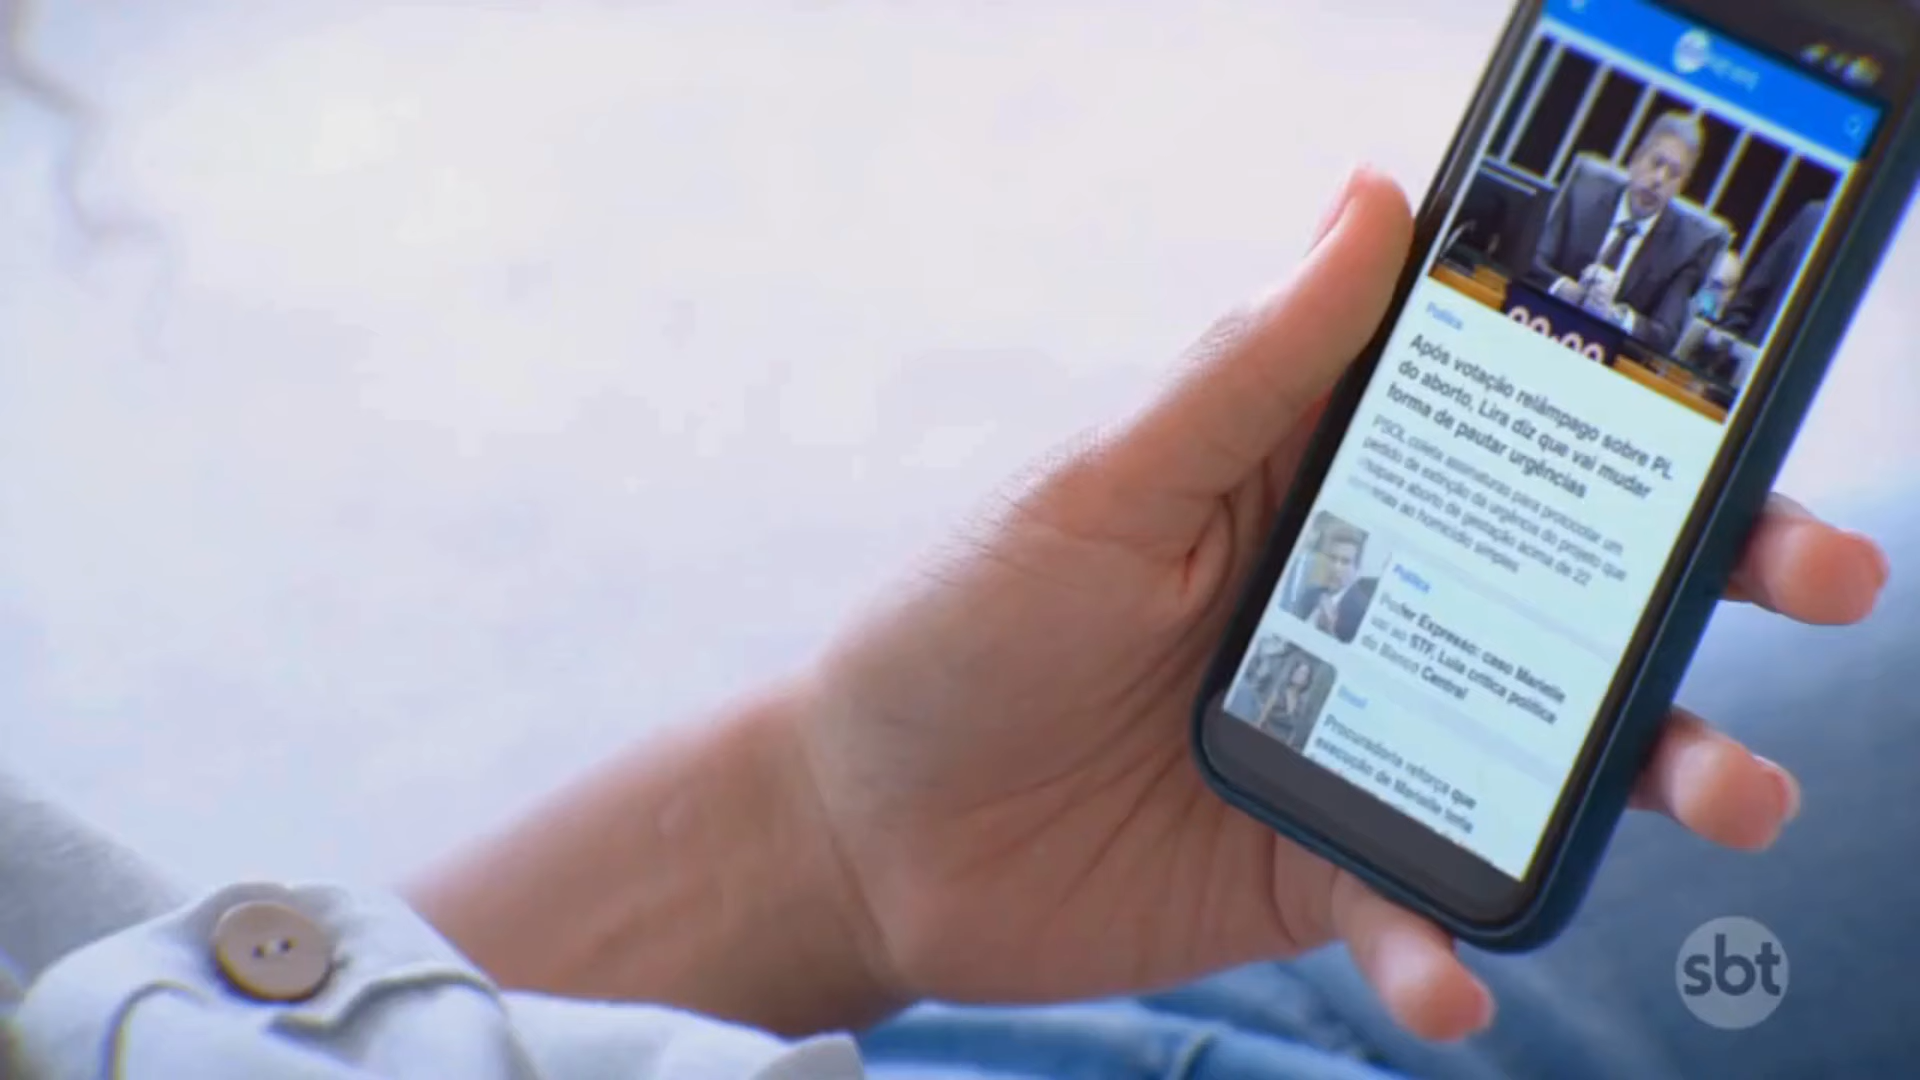 Política
Após votação relâmpago sobre PL
do aborto, Lira diz que vai mudar
forma de pautar urgências
PSOL coleta assinaturas para protocolar um
pedido de extinção da urgência do projeto que
aborto de gestação acima de 22
ao homicídio simples
Política
Poder Expresso: caso Marielle
vai ao STF, Lula critica política
do Banco Central
Brasil
Procuradoria reforça que
execução de Marielle teria
00:00
sbt